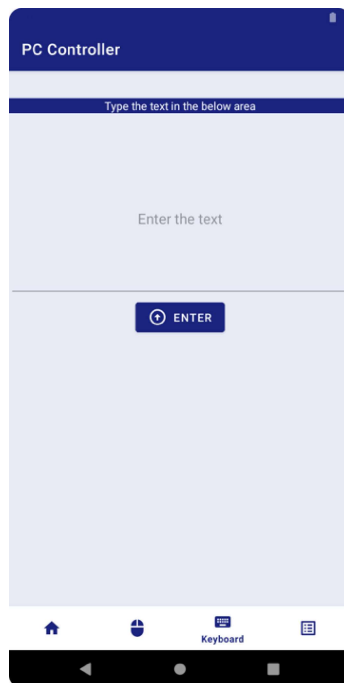 PC Controller
Type the text in the below area
Enter the text
ENTER
Keyboard